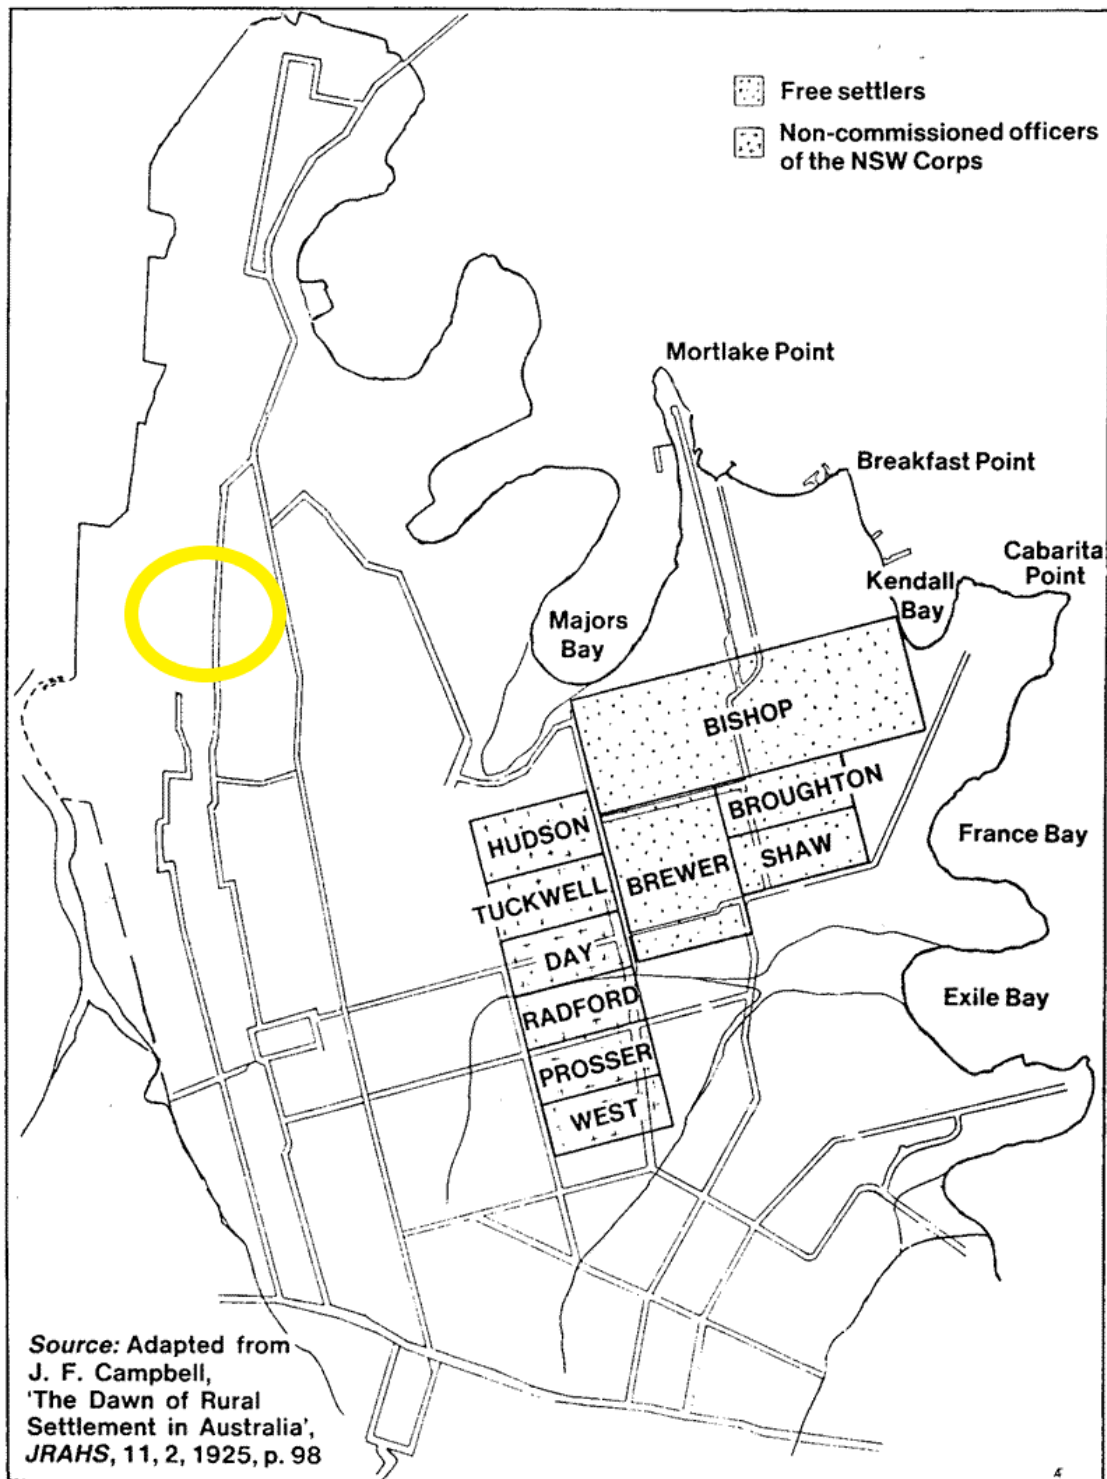 Free settlers
Non-commissioned officers
of the NSW Corps
Mortlake Point
Breakfast Point
Cabarita
Point
Kendall
Bay
Majors
Bay
BISHOP
BROUGHTON
HUDSON
SHAW
BREWER
France Bay
TUCKWELL
DAY
Exile Bay
RADFORD
PROSSER
WEST
Source: Adapted from
J. F. Campbell,
'The Dawn of Rural
Settlement in Australia',
JRAHS, 11, 2, 1925, p. 98